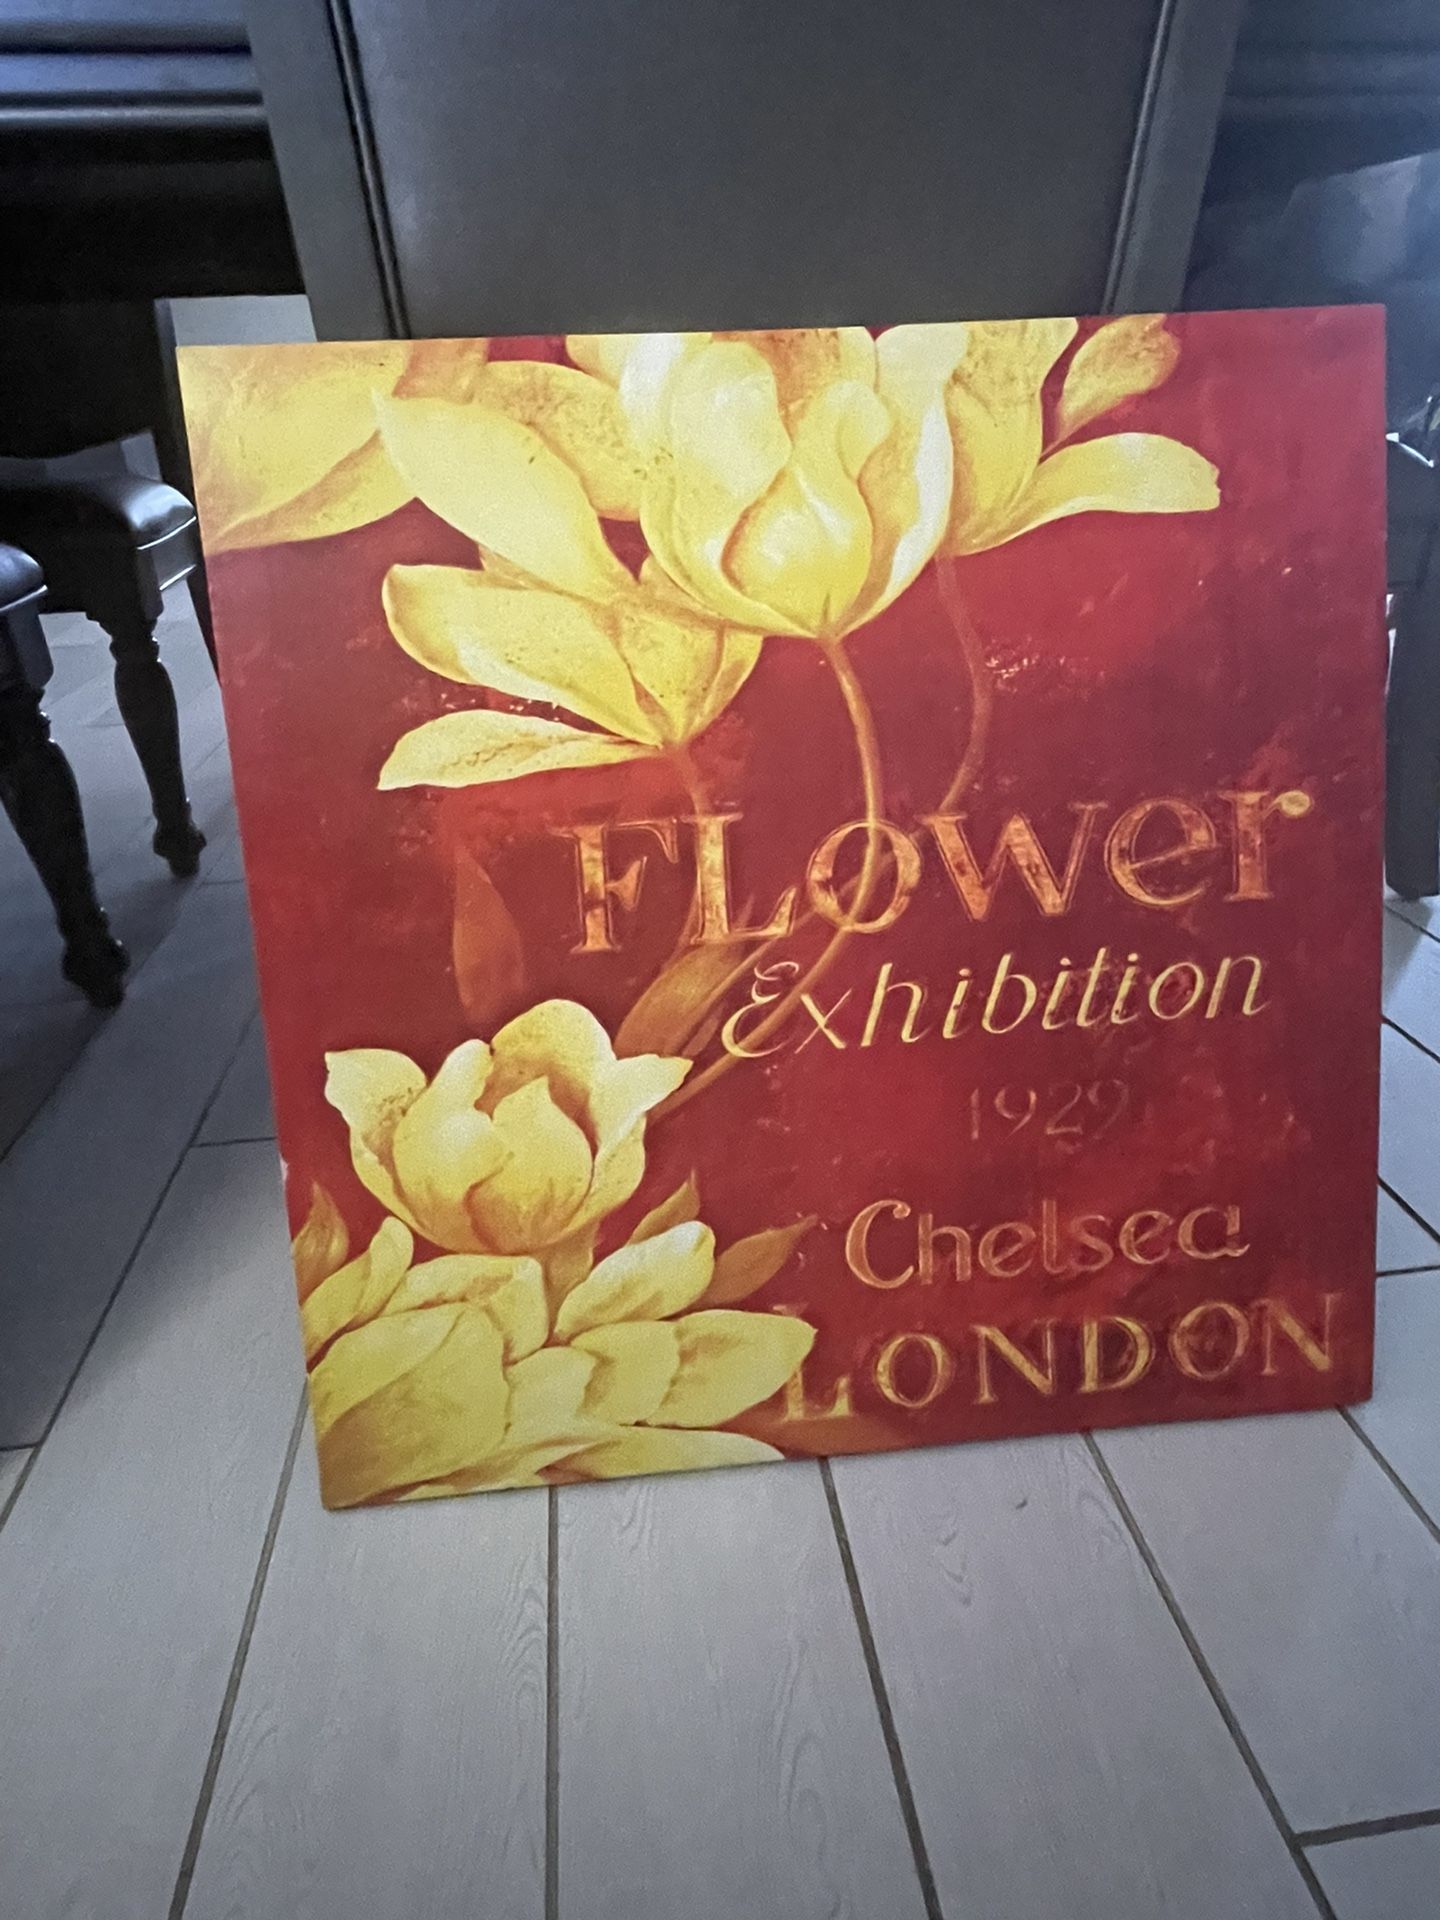 FLower
Exhibition
1929
Chelsea
LONDON